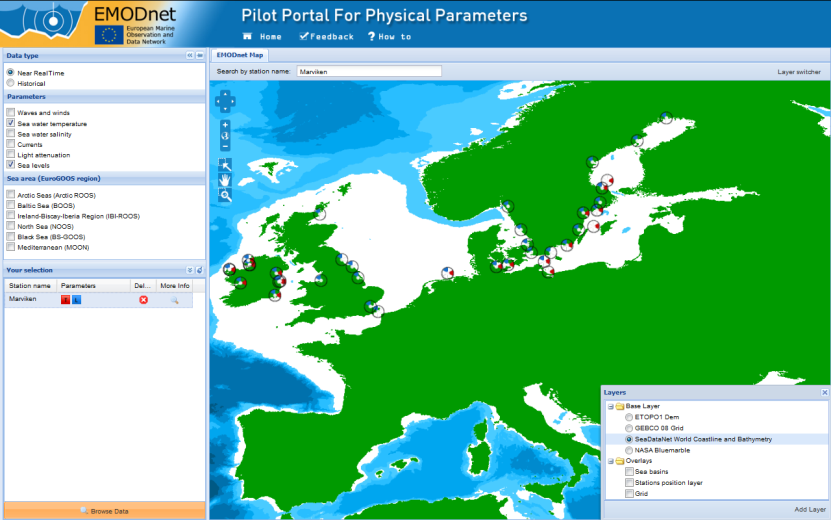 EMODnet
European Marine
Observation and
Data Network
Pilot Portal For Physical Parameters
Home Feedback ? How to
Data type
Near RealTime
Historical
Parameters
Waves and winds
Sea water temperature
Sea water salinity
Currents
Light attenuation
Sea levels
Sea area (EuroGOOS region)
Arctic Seas (Arctic ROOS)
Baltic Sea (BOOS)
Ireland-Biscay-Iberia Region (IBI-ROOS)
North Sea (NOOS)
Black Sea (BS-GOOS)
Mediterranean (MOON)
Your selection
Station name Parameters Del... More Info
Marviken
Browse Data
EMODnet Map
Search by station name: Marviken Layer switcher
Layers
Base Layer
ETOPO1 Dem
GEBCO 08 Grid
SeaDataNet World Coastline and Bathymetry
NASA Bluemarble
Overlays
Sea basins
Stations position layer
Grid
Add Layer